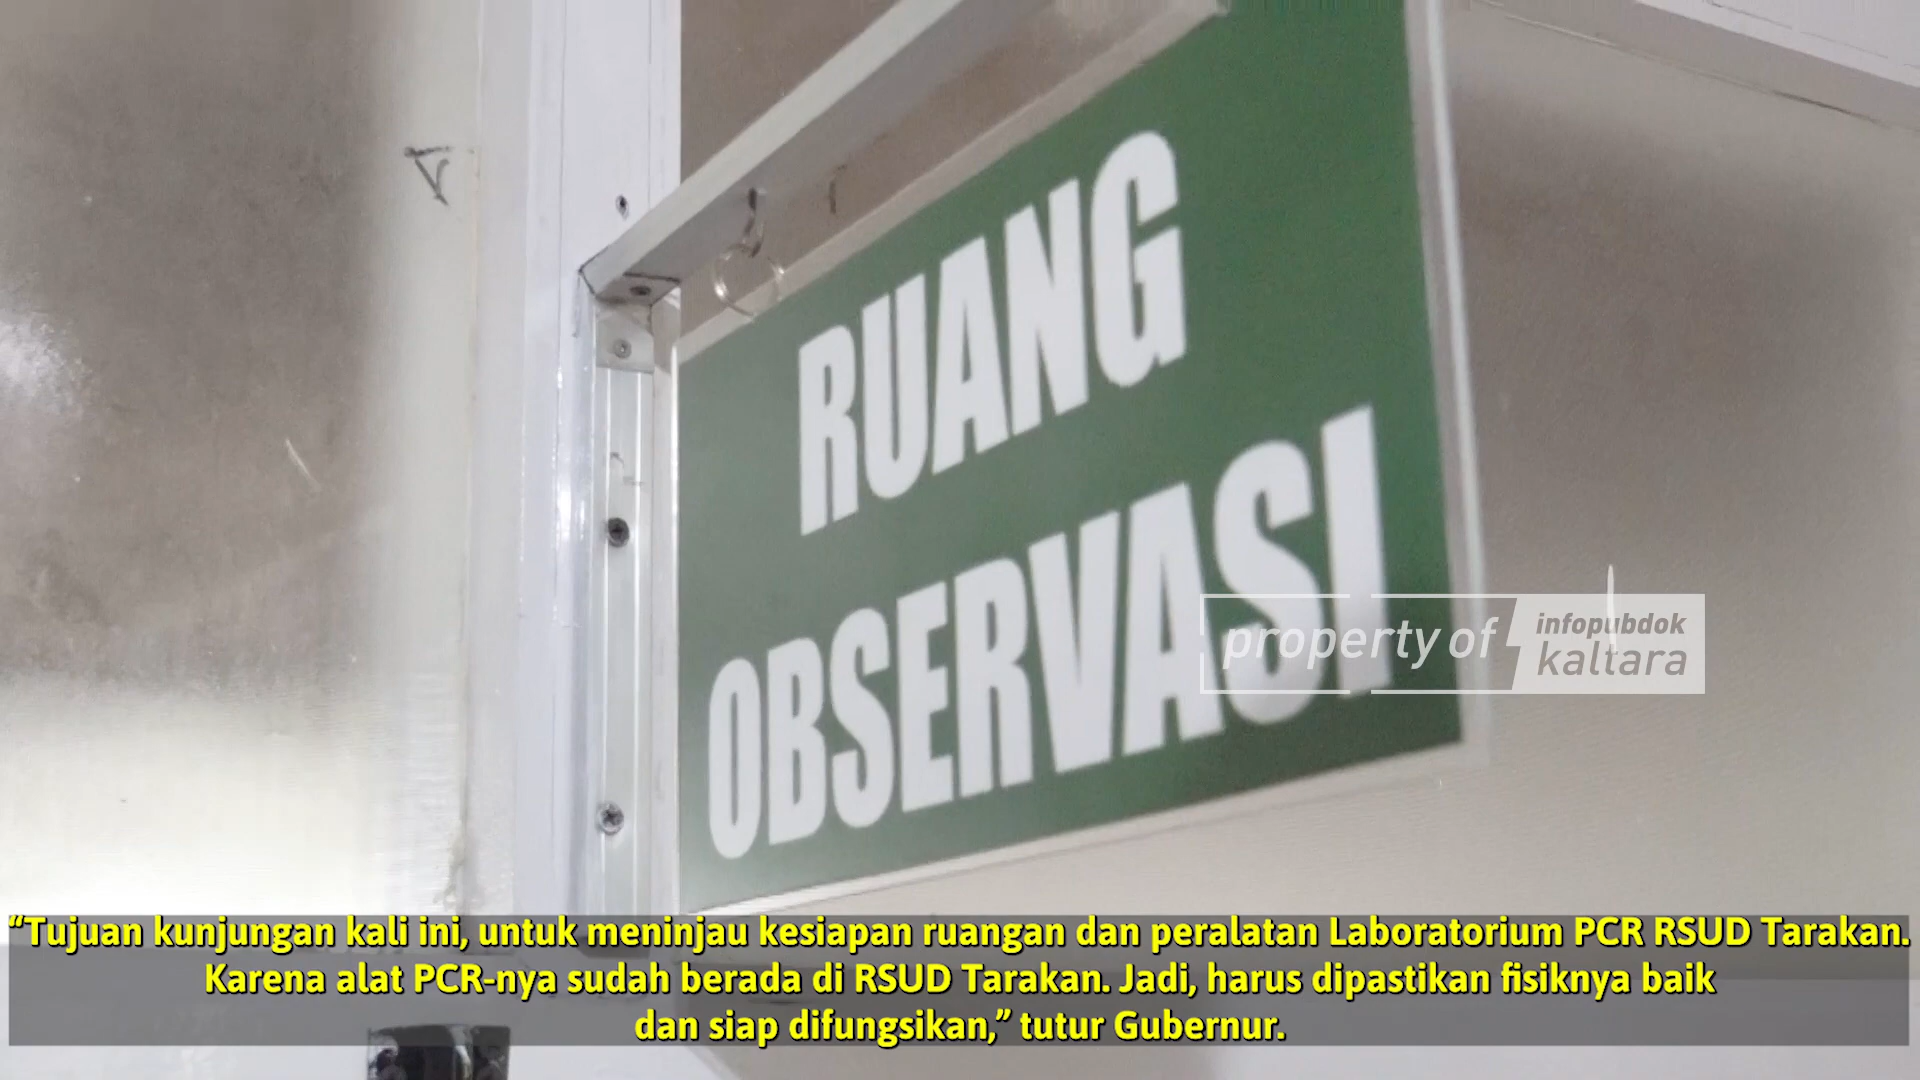 RUANG
OBSERVASI
property of
infopubdok
kaltara
“Tujuan kunjungan kali ini, untuk meninjau kesiapan ruangan dan peralatan Laboratorium PCR RSUD Tarakan.
Karena alat PCR-nya sudah berada di RSUD Tarakan. Jadi, harus dipastikan fisiknya baik
dan siap difungsikan,” tutur Gubernur.